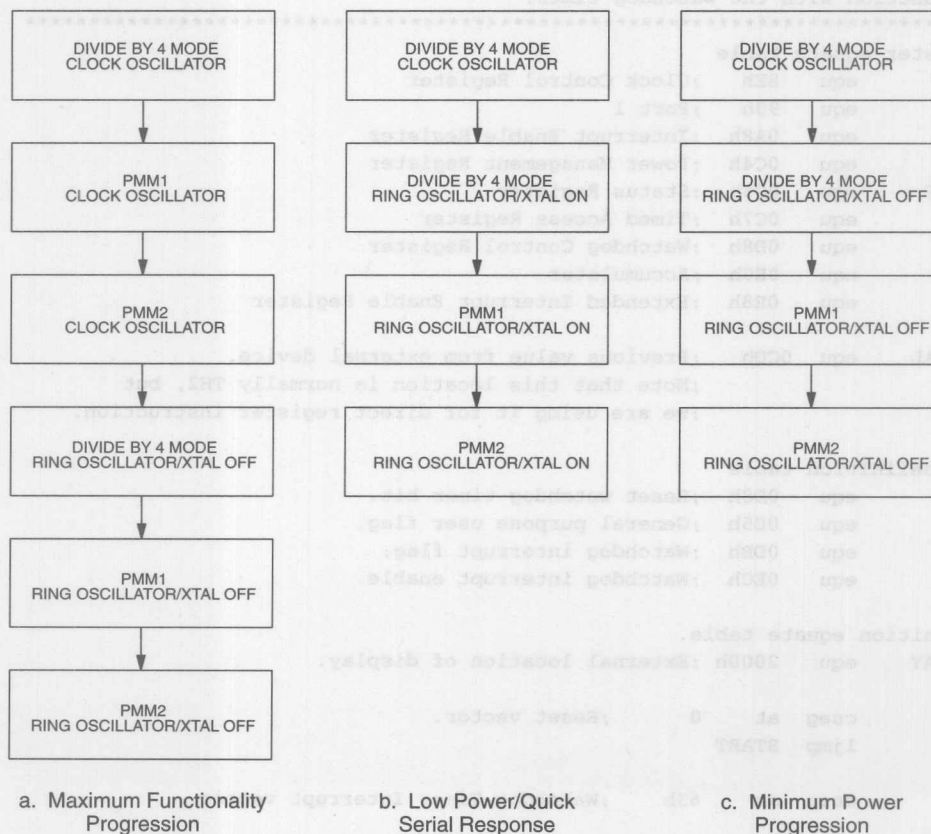 DIVIDE BY 4 MODE
CLOCK OSCILLATOR
PMM1
CLOCK OSCILLATOR
PMM2
CLOCK OSCILLATOR
DIVIDE BY 4 MODE
RING OSCILLATOR/XTAL OFF
PMM1
RING OSCILLATOR/XTAL OFF
PMM2
RING OSCILLATOR/XTAL OFF
a. Maximum Functionality
Progression
DIVIDE BY 4 MODE
CLOCK OSCILLATOR
DIVIDE BY 4 MODE
RING OSCILLATOR/XTAL ON
PMM1
RING OSCILLATOR/XTAL ON
PMM2
RING OSCILLATOR/XTAL ON
b. Low Power/Quick
Serial Response
DIVIDE BY 4 MODE
CLOCK OSCILLATOR
DIVIDE BY 4 MODE
RING OSCILLATOR/XTAL OFF
PMM1
RING OSCILLATOR/XTAL OFF
PMM2
RING OSCILLATOR/XTAL OFF
c. Minimum Power
Progression